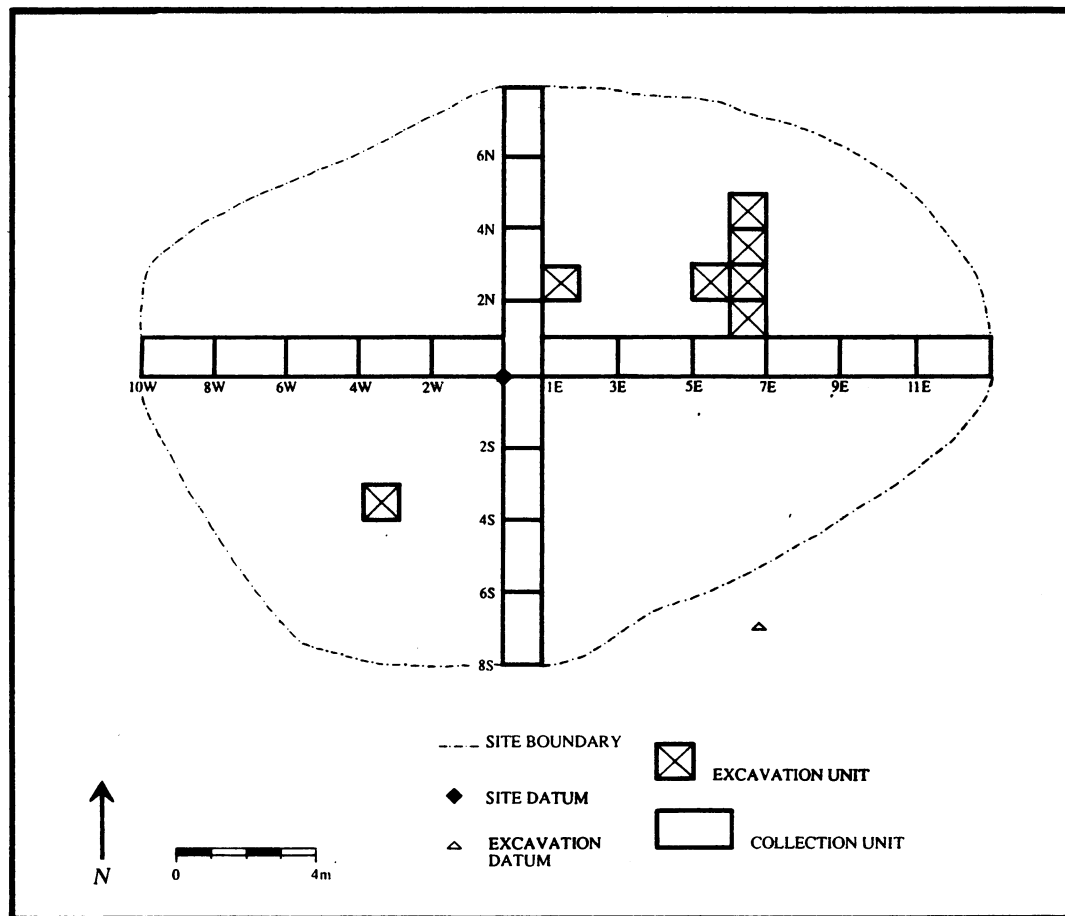 6N
4N
2N
10W 8W 6W 4W 2W 1E 3E 5E 7E 9E 11E
2S
4S
6S
8S
SITE BOUNDARY
EXCAVATION UNIT
SITE DATUM
EXCAVATION
DATUM
COLLECTION UNIT
N
0 4m